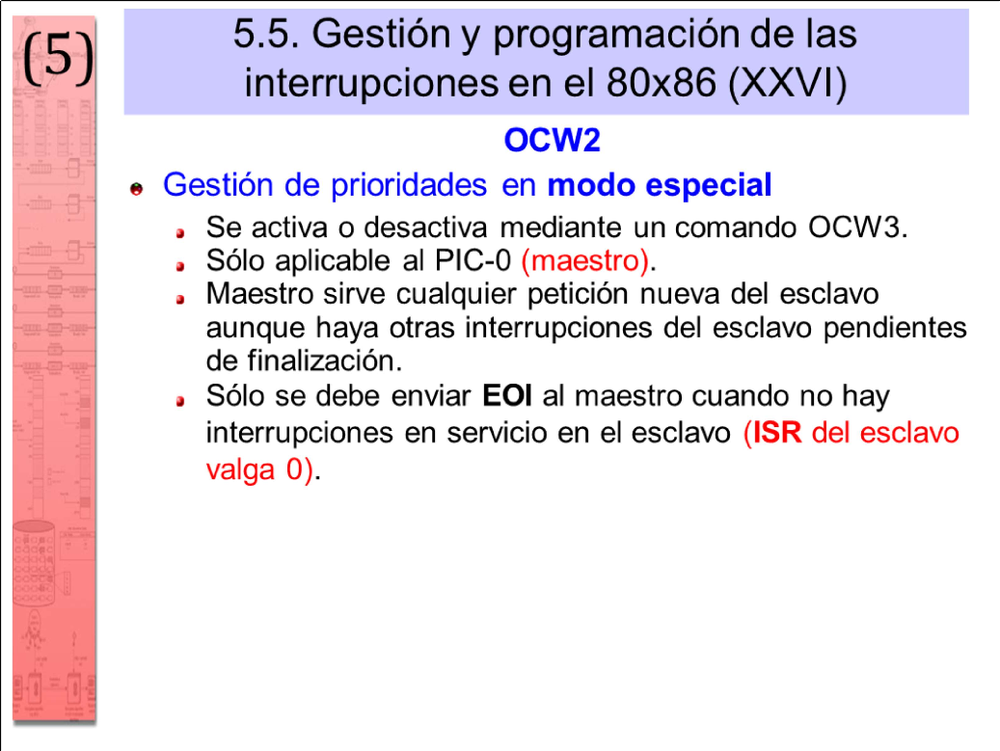 (5)
5.5. Gestión y programación de las
interrupciones en el 80x86 (XXVI)
OCW2
Gestión de prioridades en modo especial
Se activa o desactiva mediante un comando OCW3.
Sólo aplicable al PIC-0 (maestro).
Maestro sirve cualquier petición nueva del esclavo
aunque haya otras interrupciones del esclavo pendientes
de finalización.
Sólo se debe enviar EOI al maestro cuando no hay
interrupciones en servicio en el esclavo (ISR del esclavo
valga 0).